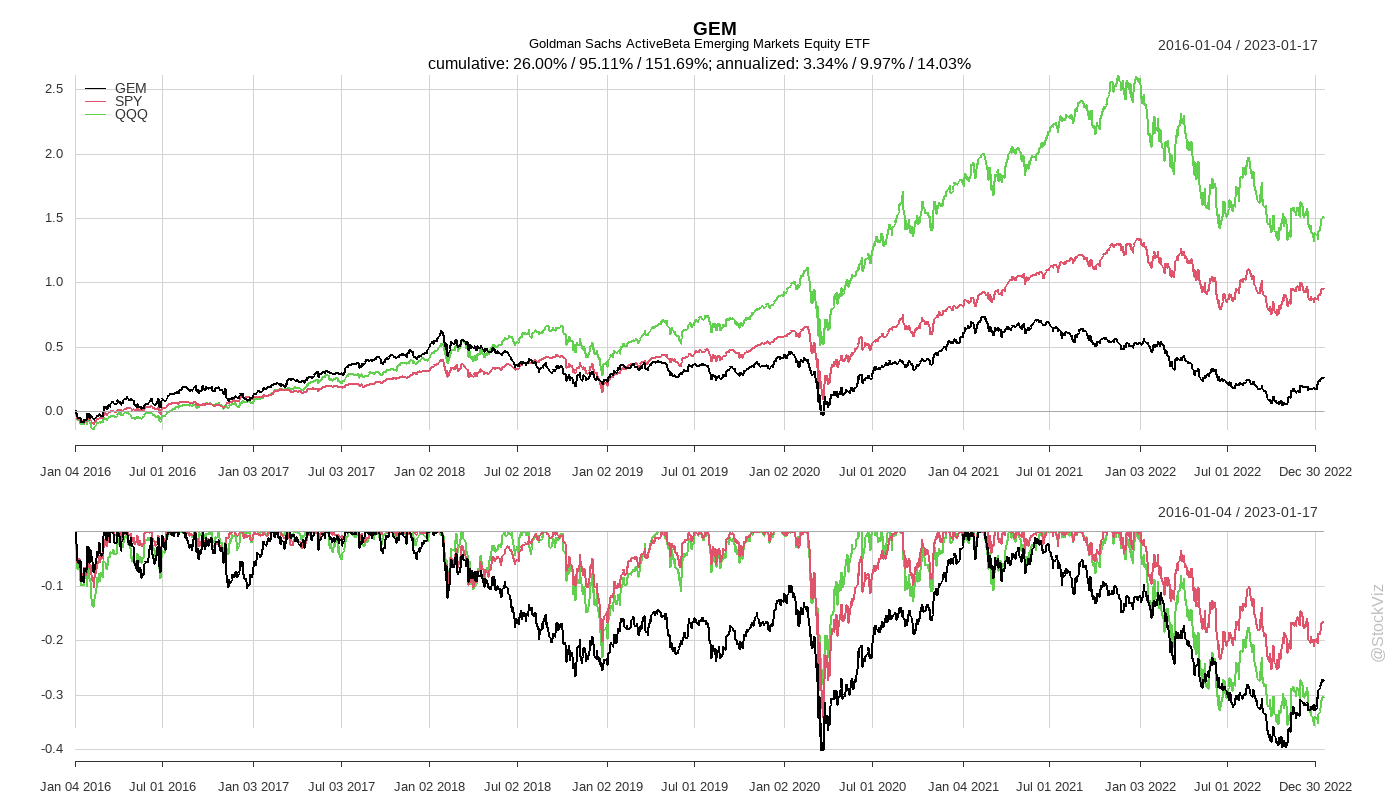 GEM
Goldman Sachs ActiveBeta Emerging Markets Equity ETF
2016-01-04 / 2023-01-17
cumulative: 26.00% / 95.11% / 151.69%; annualized: 3.34% / 9.97% / 14.03%
GEM
SPY
QQQ
2.5
2.0
1.5
1.0
0.5
0.0
Jan 04 2016 Jul 01 2016 Jan 03 2017 Jul 03 2017 Jan 02 2018 Jul 02 2018 Jan 02 2019 Jul 01 2019 Jan 02 2020 Jul 01 2020 Jan 04 2021 Jul 01 2021 Jan 03 2022 Jul 01 2022 Dec 30 2022
2016-01-04 / 2023-01-17
-0.1
-0.2
-0.3
-0.4
Jan 04 2016 Jul 01 2016 Jan 03 2017 Jul 03 2017 Jan 02 2018 Jul 02 2018 Jan 02 2019 Jul 01 2019 Jan 02 2020 Jul 01 2020 Jan 04 2021 Jul 01 2021 Jan 03 2022 Jul 01 2022 Dec 30 2022
@StockViz